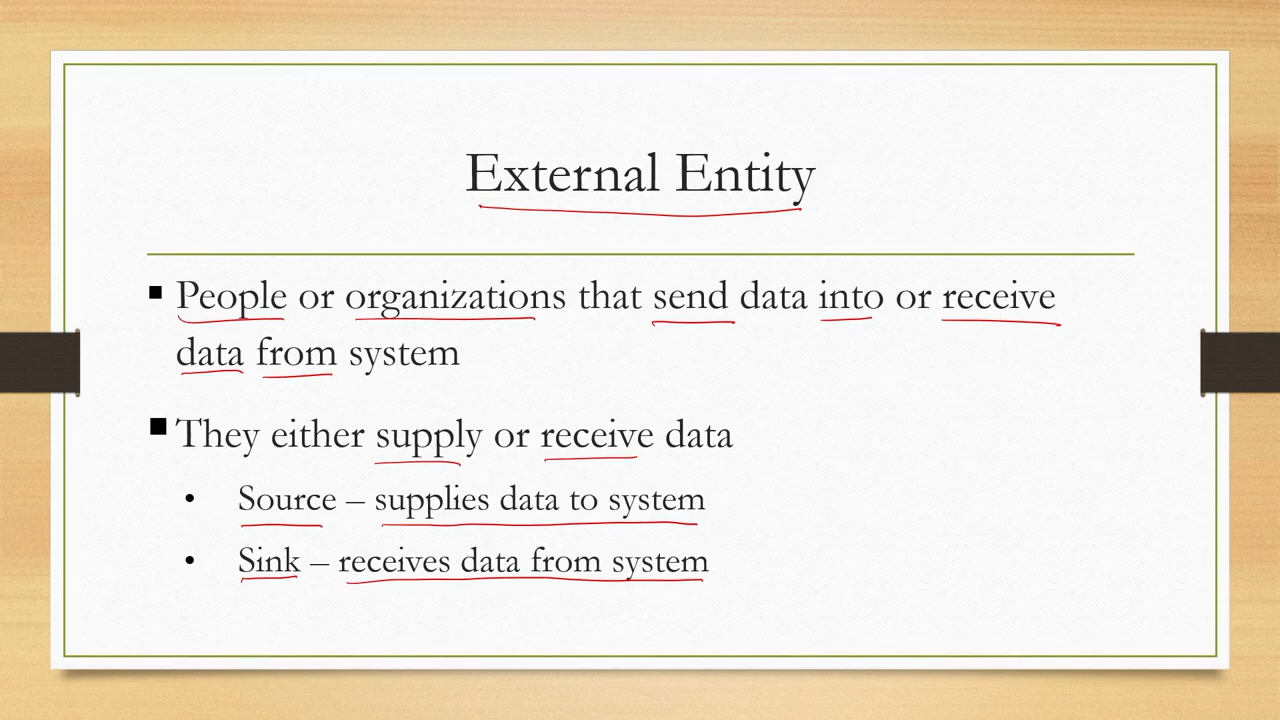 External Entity
▪ People or organizations that send data into or receive
data from system
▪ They either supply or receive data
• Source – supplies data to system
• Sink – receives data from system